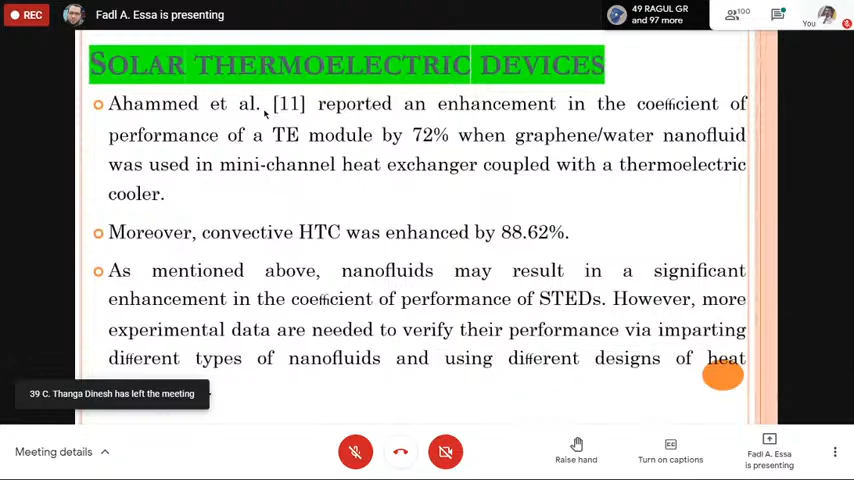 REC
Fadl A. Essa is presenting
49 RAGUL GR
and 97 more
100
You
SOLAR THERMOELECTRIC DEVICES
Ahammed et al. [11] reported an enhancement in the coefficient of
performance of a TE module by 72% when graphene/water nanofluid
was used in mini-channel heat exchanger coupled with a thermoelectric
cooler.
Moreover, convective HTC was enhanced by 88.62%.
As mentioned above, nanofluids may result in a significant
enhancement in the coefficient of performance of STEDs. However, more
experimental data are needed to verify their performance via imparting
different types of nanofluids and using different designs of heat
39 C. Thanga Dinesh has left the meeting
Meeting details
Raise hand
Turn on captions
Fadl A. Essa
is presenting